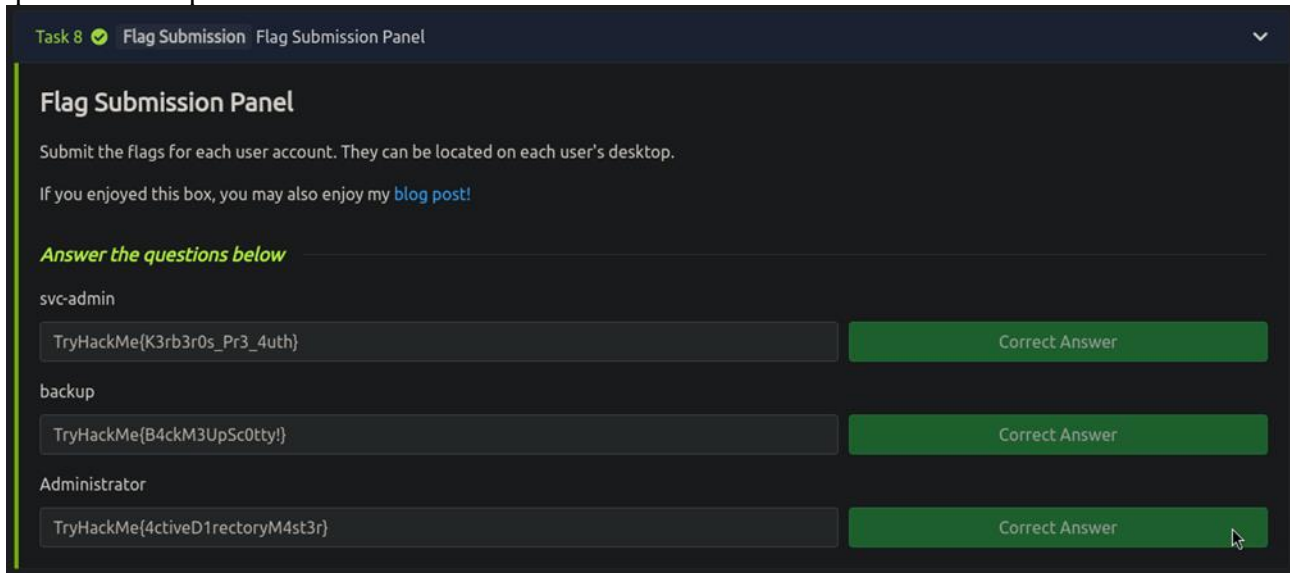 Task 8 Flag Submission Flag Submission Panel
Flag Submission Panel
Submit the flags for each user account. They can be located on each user's desktop.
If you enjoyed this box, you may also enjoy my blog post!
Answer the questions below
svc-admin
TryHackMe{K3rb3r0s_Pr3_4uth}
Correct Answer
backup
TryHackMe{B4ckM3UpSc0tty!}
Correct Answer
Administrator
TryHackMe{4ctiveD1rectoryM4st3r}
Correct Answer